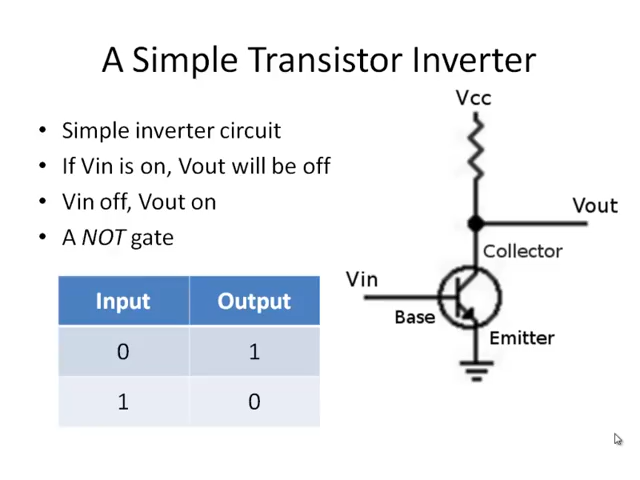 A Simple Transistor Inverter
• Simple inverter circuit
• If Vin is on, Vout will be off
• Vin off, Vout on
• A NOT gate
Input Output
0 1
1 0
Vcc
Vout
Collector
Vin
Base
Emitter